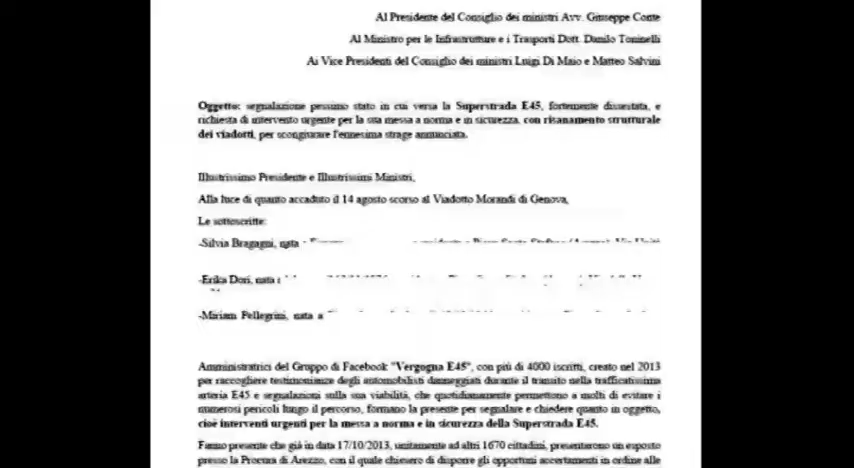 Al Presidente del Consiglio dei ministri Avv. Giuseppe Conte
Al Ministro per le Infrastrutture e i Trasporti Dott. Danilo Toninelli
Ai Vice Presidenti del Consiglio dei ministri Luigi Di Maio e Matteo Salvini
Oggetto: segnalazione pessimo stato in cui versa la Superstrada E45, fortemente dissestata, e
richiesta di intervento urgente per la sua messa a norma e in sicurezza, con risanamento strutturale
dei viadotti, per scongiurare l'ennesima strage annunciata.
Illustrissimo Presidente e Illustrissimi Ministri,
Alla luce di quanto accaduto il 14 agosto scorso al Viadotto Morandi di Genova,
Le sottoscritte:
-Silvia Bragagni, nata
-Erika Dori, nata
-Miriam Pellegrini, nata a
Amministratrici del Gruppo di Facebook "Vergogna E45", con più di 4000 iscritti, creato nel 2013
per raccogliere testimonianze degli automobilisti danneggiati durante il transito nella trafficatissima
arteria E45 e segnalazioni sulla sua viabilità, che quotidianamente permettono a molti di evitare i
numerosi pericoli lungo il percorso, formano la presente per segnalare e chiedere quanto in oggetto,
cioè interventi urgenti per la messa a norma e in sicurezza della Superstrada E45.
Fanno presente che già in data 17/10/2013, unitamente ad altri 1670 cittadini, presentarono un esposto
presso la Procura di Arezzo, con il quale chiesero di disporre gli opportuni accertamenti in ordine alle